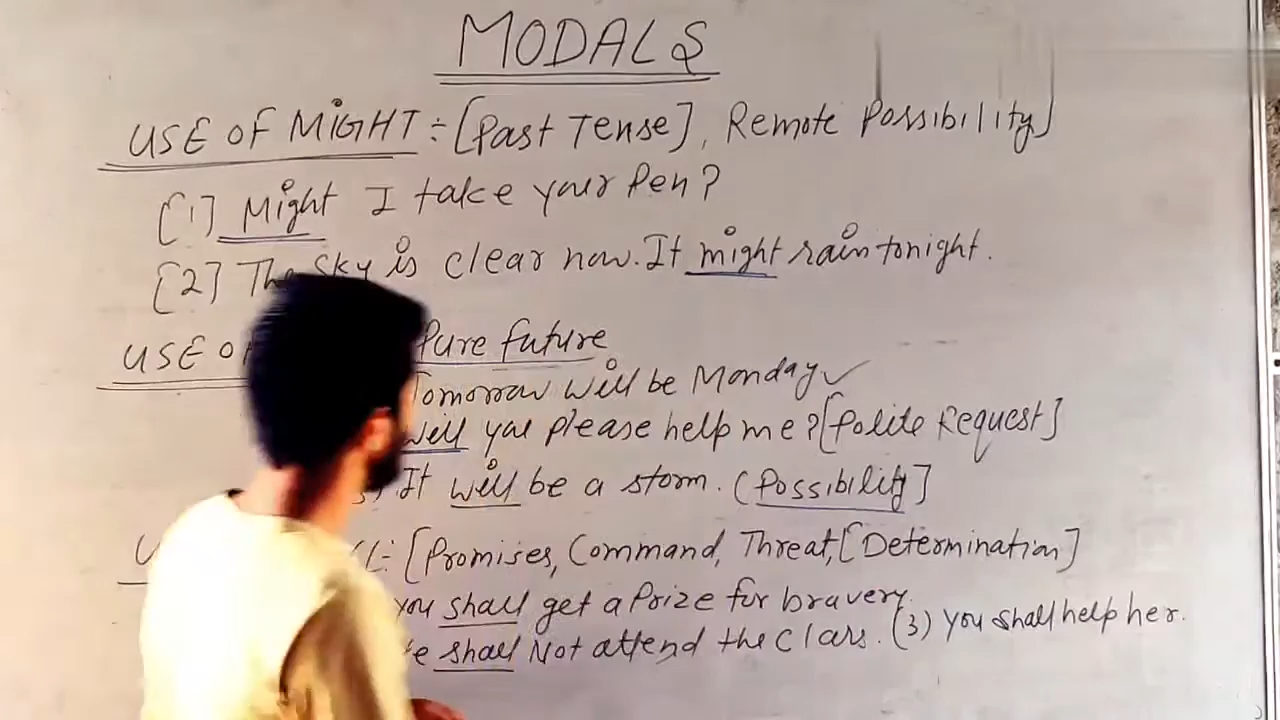 MODALS
USE OF MIGHT :- [Past Tense], Remote Possibility]
[1] Might I take your Pen?
[2] The Sky is clear now. It might rain tonight.
USE OF Pure future
Tomorrow will be Monday ✓
will you please help me? [Polite Request]
It will be a storm. (Possibility]
[Promises, Command, Threat, [Determination]
you shall get a Prize for bravery.
shall Not attend the Class. (3) you shall help her.